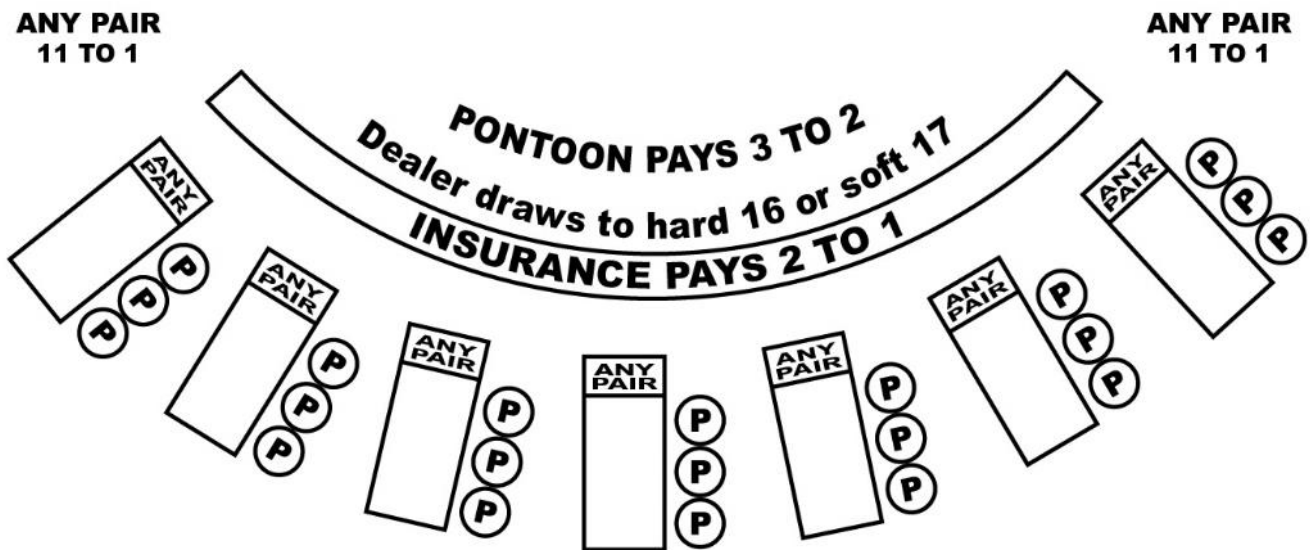 ANY PAIR
11 TO 1
ANY PAIR
11 TO 1
PONTOON PAYS 3 TO 2
Dealer draws to hard 16 or soft 17
INSURANCE PAYS 2 TO 1
ANY
PAIR
P
P
P
ANY
PAIR
P
P
P
ANY
PAIR
P
P
P
ANY
PAIR
P
P
P
ANY
PAIR
P
P
P
ANY
PAIR
P
P
P
ANY
PAIR
P
P
P